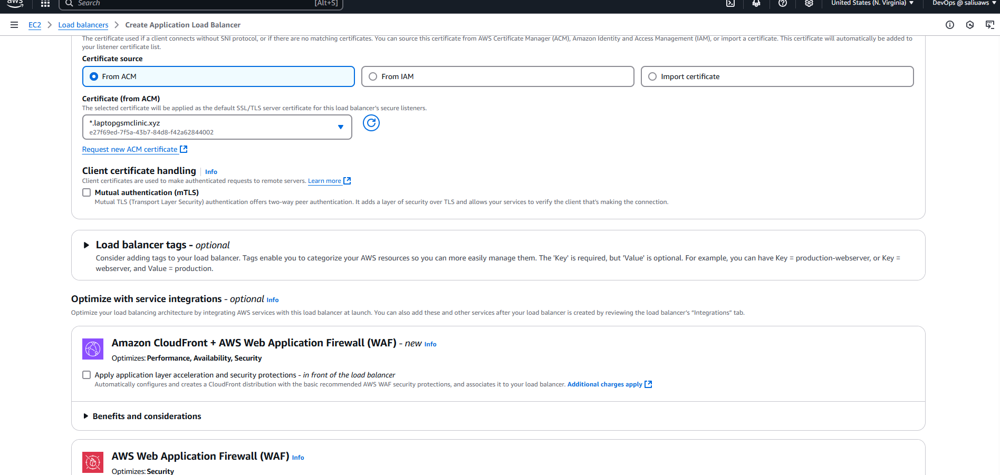 aws
Search
[Alt+S]
United States (N. Virginia)
DevOps @ saliuaws
EC2
Load balancers
Create Application Load Balancer
The certificate used if a client connects without SNI protocol, or if there are no matching certificates. You can source this certificate from AWS Certificate Manager (ACM), Amazon Identity and Access Management (IAM), or import a certificate. This certificate will automatically be added to
your listener certificate list.
Certificate source
From ACM
From IAM
Import certificate
Certificate (from ACM)
The selected certificate will be applied as the default SSL/TLS server certificate for this load balancer's secure listeners.
*.laptopgsmclinic.xyz
e27f69ed-7f5a-43b7-84d8-f42a62844002
Request new ACM certificate
Client certificate handling Info
Client certificates are used to make authenticated requests to remote servers. Learn more
Mutual authentication (mTLS)
Mutual TLS (Transport Layer Security) authentication offers two-way peer authentication. It adds a layer of security over TLS and allows your services to verify the client that's making the connection.
Load balancer tags - optional
Consider adding tags to your load balancer. Tags enable you to categorize your AWS resources so you can more easily manage them. The 'Key' is required, but 'Value' is optional. For example, you can have Key = production-webserver, or Key =
webserver, and Value = production.
Optimize with service integrations - optional Info
Optimize your load balancing architecture by integrating AWS services with this load balancer at launch. You can also add these and other services after your load balancer is created by reviewing the load balancer's “Integrations” tab.
Amazon CloudFront + AWS Web Application Firewall (WAF) - new Info
Optimizes: Performance, Availability, Security
Apply application layer acceleration and security protections - in front of the load balancer
Automatically configures and creates a CloudFront distribution with the basic recommended AWS WAF security protections, and associates it to your load balancer. Additional charges apply
Benefits and considerations
AWS Web Application Firewall (WAF) Info
Optimizes: Security